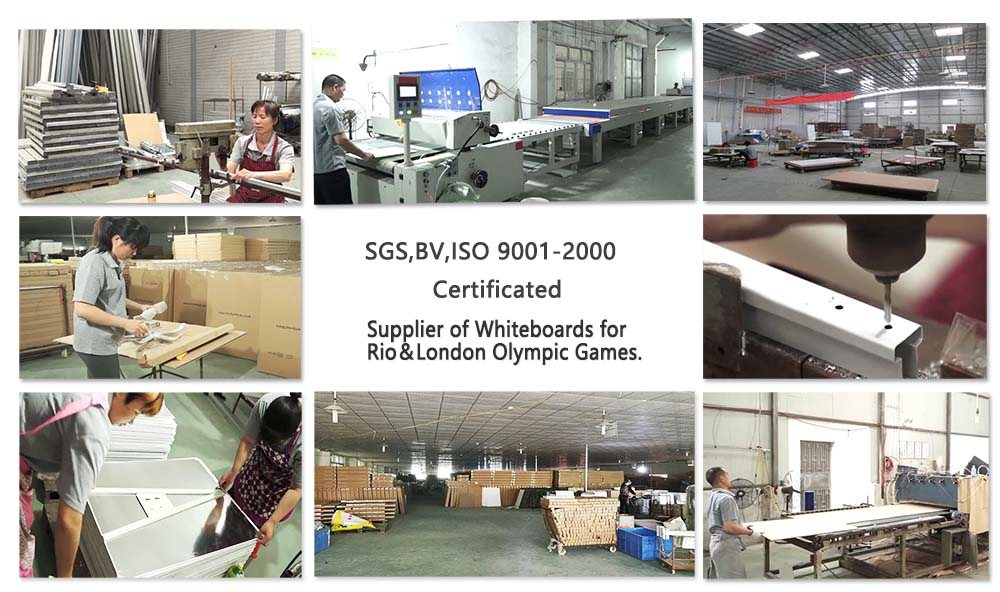 SGS,BV,ISO 9001-2000
Certificated
Supplier of Whiteboards for
Rio&London Olympic Games.